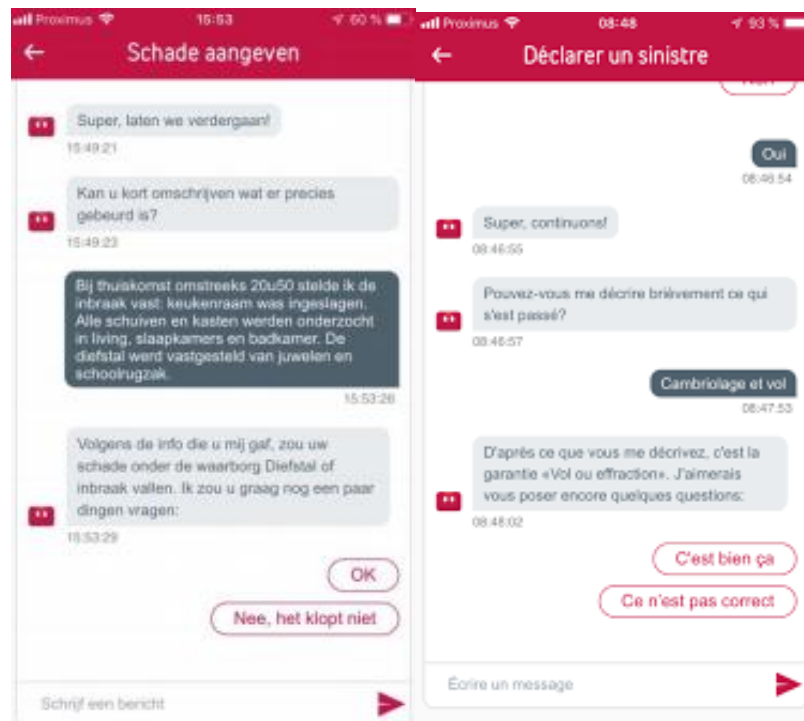 Proximus 15:53 60 %
Schade aangeven
Super, laten we verdergaan!
15:49:21
Kan u kort omschrijven wat er precies
gebeurd is?
15:49:23
Bij thuiskomst omstreeks 20u50 stelde ik de
inbraak vast: keukenraam was ingeslagen.
Alle schuiven en kasten werden onderzocht
in living, slaapkamers en badkamer. De
diefstal werd vastgesteld van juwelen en
schoolrugzak.
15:53:26
Volgens de info die u mij gaf, zou uw
schade onder de waarborg Diefstal of
inbraak vallen. Ik zou u graag nog een paar
dingen vragen:
15:53:29
OK
Nee, het klopt niet
Schrijf een bericht
Proximus 08:48 93 %
Déclarer un sinistre
Oui
08:46:54
Super, continuons!
08:46:55
Pouvez-vous me décrire brièvement ce qui
s'est passé?
08:46:57
Cambriolage et vol
08:47:53
D'après ce que vous me décrivez, c'est la
garantie «Vol ou effraction». J'aimerais
vous poser encore quelques questions:
08:48:02
C'est bien ça
Ce n'est pas correct
Écrire un message